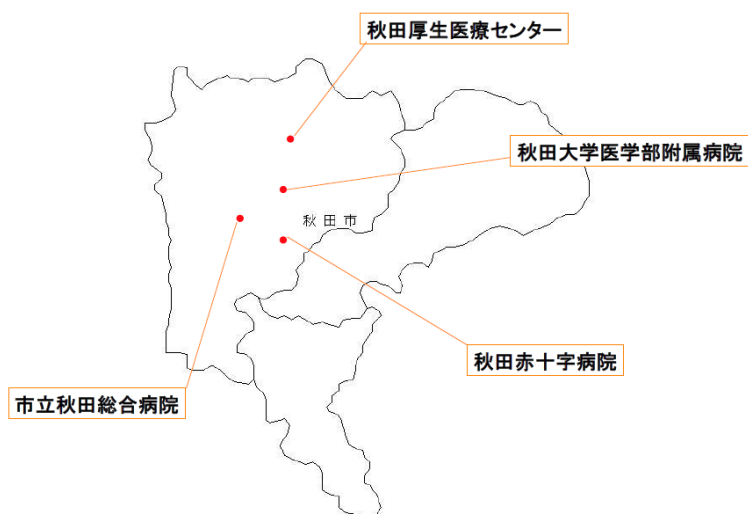 秋田厚生医療センター
秋田大学医学部附属病院
秋田市
秋田赤十字病院
市立秋田総合病院